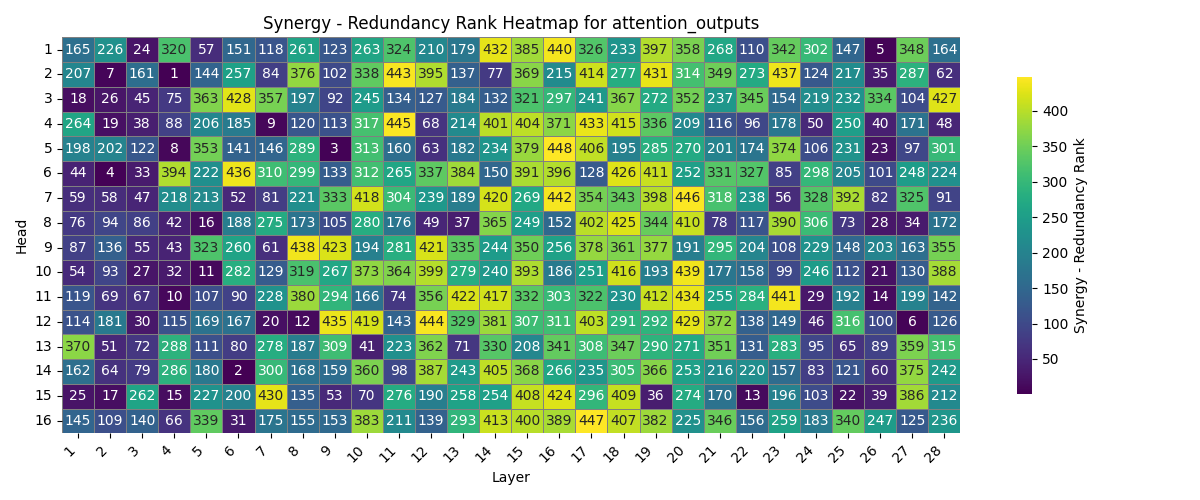 Synergy - Redundancy Rank Heatmap for attention_outputs
1 165 226 24 320 57 151 118 261 123 263 324 210 179 432 385 440 326 233 397 358 268 110 342 302 147 5 348 164
2 207 7 161 1 144 257 84 376 102 338 443 395 137 77 369 215 414 277 431 314 349 273 437 124 217 35 287 62
3 18 26 45 75 363 428 357 197 92 245 134 127 184 132 321 297 241 367 272 352 237 345 154 219 232 334 104 427
4 264 19 38 88 206 185 9 120 113 317 445 68 214 401 404 371 433 415 336 209 116 96 178 50 250 40 171 48
5 198 202 122 8 353 141 146 289 3 313 160 63 182 234 379 448 406 195 285 270 201 174 374 106 231 23 97 301
6 44 4 33 394 222 436 310 299 133 312 265 337 384 150 391 396 128 426 411 252 331 327 85 298 205 101 248 224
7 59 58 47 218 213 52 81 221 333 418 304 239 189 420 269 442 354 343 398 446 318 238 56 328 392 82 325 91
8 76 94 86 42 16 188 275 173 105 280 176 49 37 365 249 152 402 425 344 410 78 117 390 306 73 28 34 172
9 87 136 55 43 323 260 61 438 423 194 281 421 335 244 350 256 378 361 377 191 295 204 108 229 148 203 163 355
10 54 93 27 32 11 282 129 319 267 373 364 399 279 240 393 186 251 416 193 439 177 158 99 246 112 21 130 388
11 119 69 67 10 107 90 228 380 294 166 74 356 422 417 332 303 322 230 412 434 255 284 441 29 192 14 199 142
12 114 181 30 115 169 167 20 12 435 419 143 444 329 381 307 311 403 291 292 429 372 138 149 46 316 100 6 126
13 370 51 72 288 111 80 278 187 309 41 223 362 71 330 208 341 308 347 290 271 351 131 283 95 65 89 359 315
14 162 64 79 286 180 2 300 168 159 360 98 387 243 405 368 266 235 305 366 253 216 220 157 83 121 60 375 242
15 25 17 262 15 227 200 430 135 53 70 276 190 258 254 408 424 296 409 36 274 170 13 196 103 22 39 386 212
16 145 109 140 66 339 31 175 155 153 383 211 139 293 413 400 389 447 407 382 225 346 156 259 183 340 247 125 236
1 2 3 4 5 6 7 8 9 10 11 12 13 14 15 16 17 18 19 20 21 22 23 24 25 26 27 28
Layer
Head
400
350
300
250
200
150
100
50
Synergy - Redundancy Rank